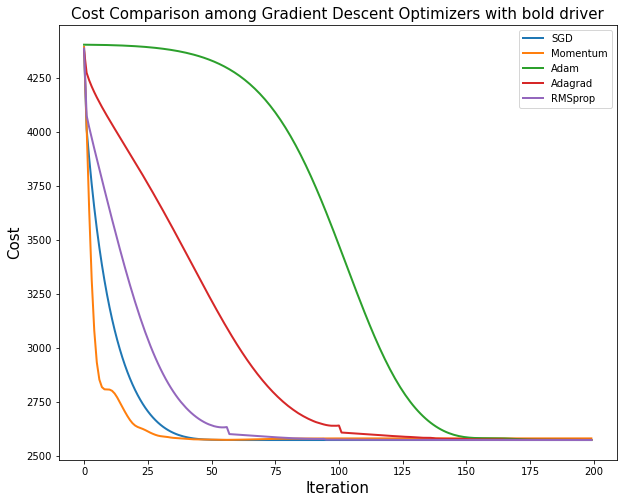 Cost Comparison among Gradient Descent Optimizers with bold driver
SGD
Momentum
Adam
Adagrad
RMSprop
4250
4000
3750
3500
3250
3000
2750
2500
Cost
0 25 50 75 100 125 150 175 200
Iteration